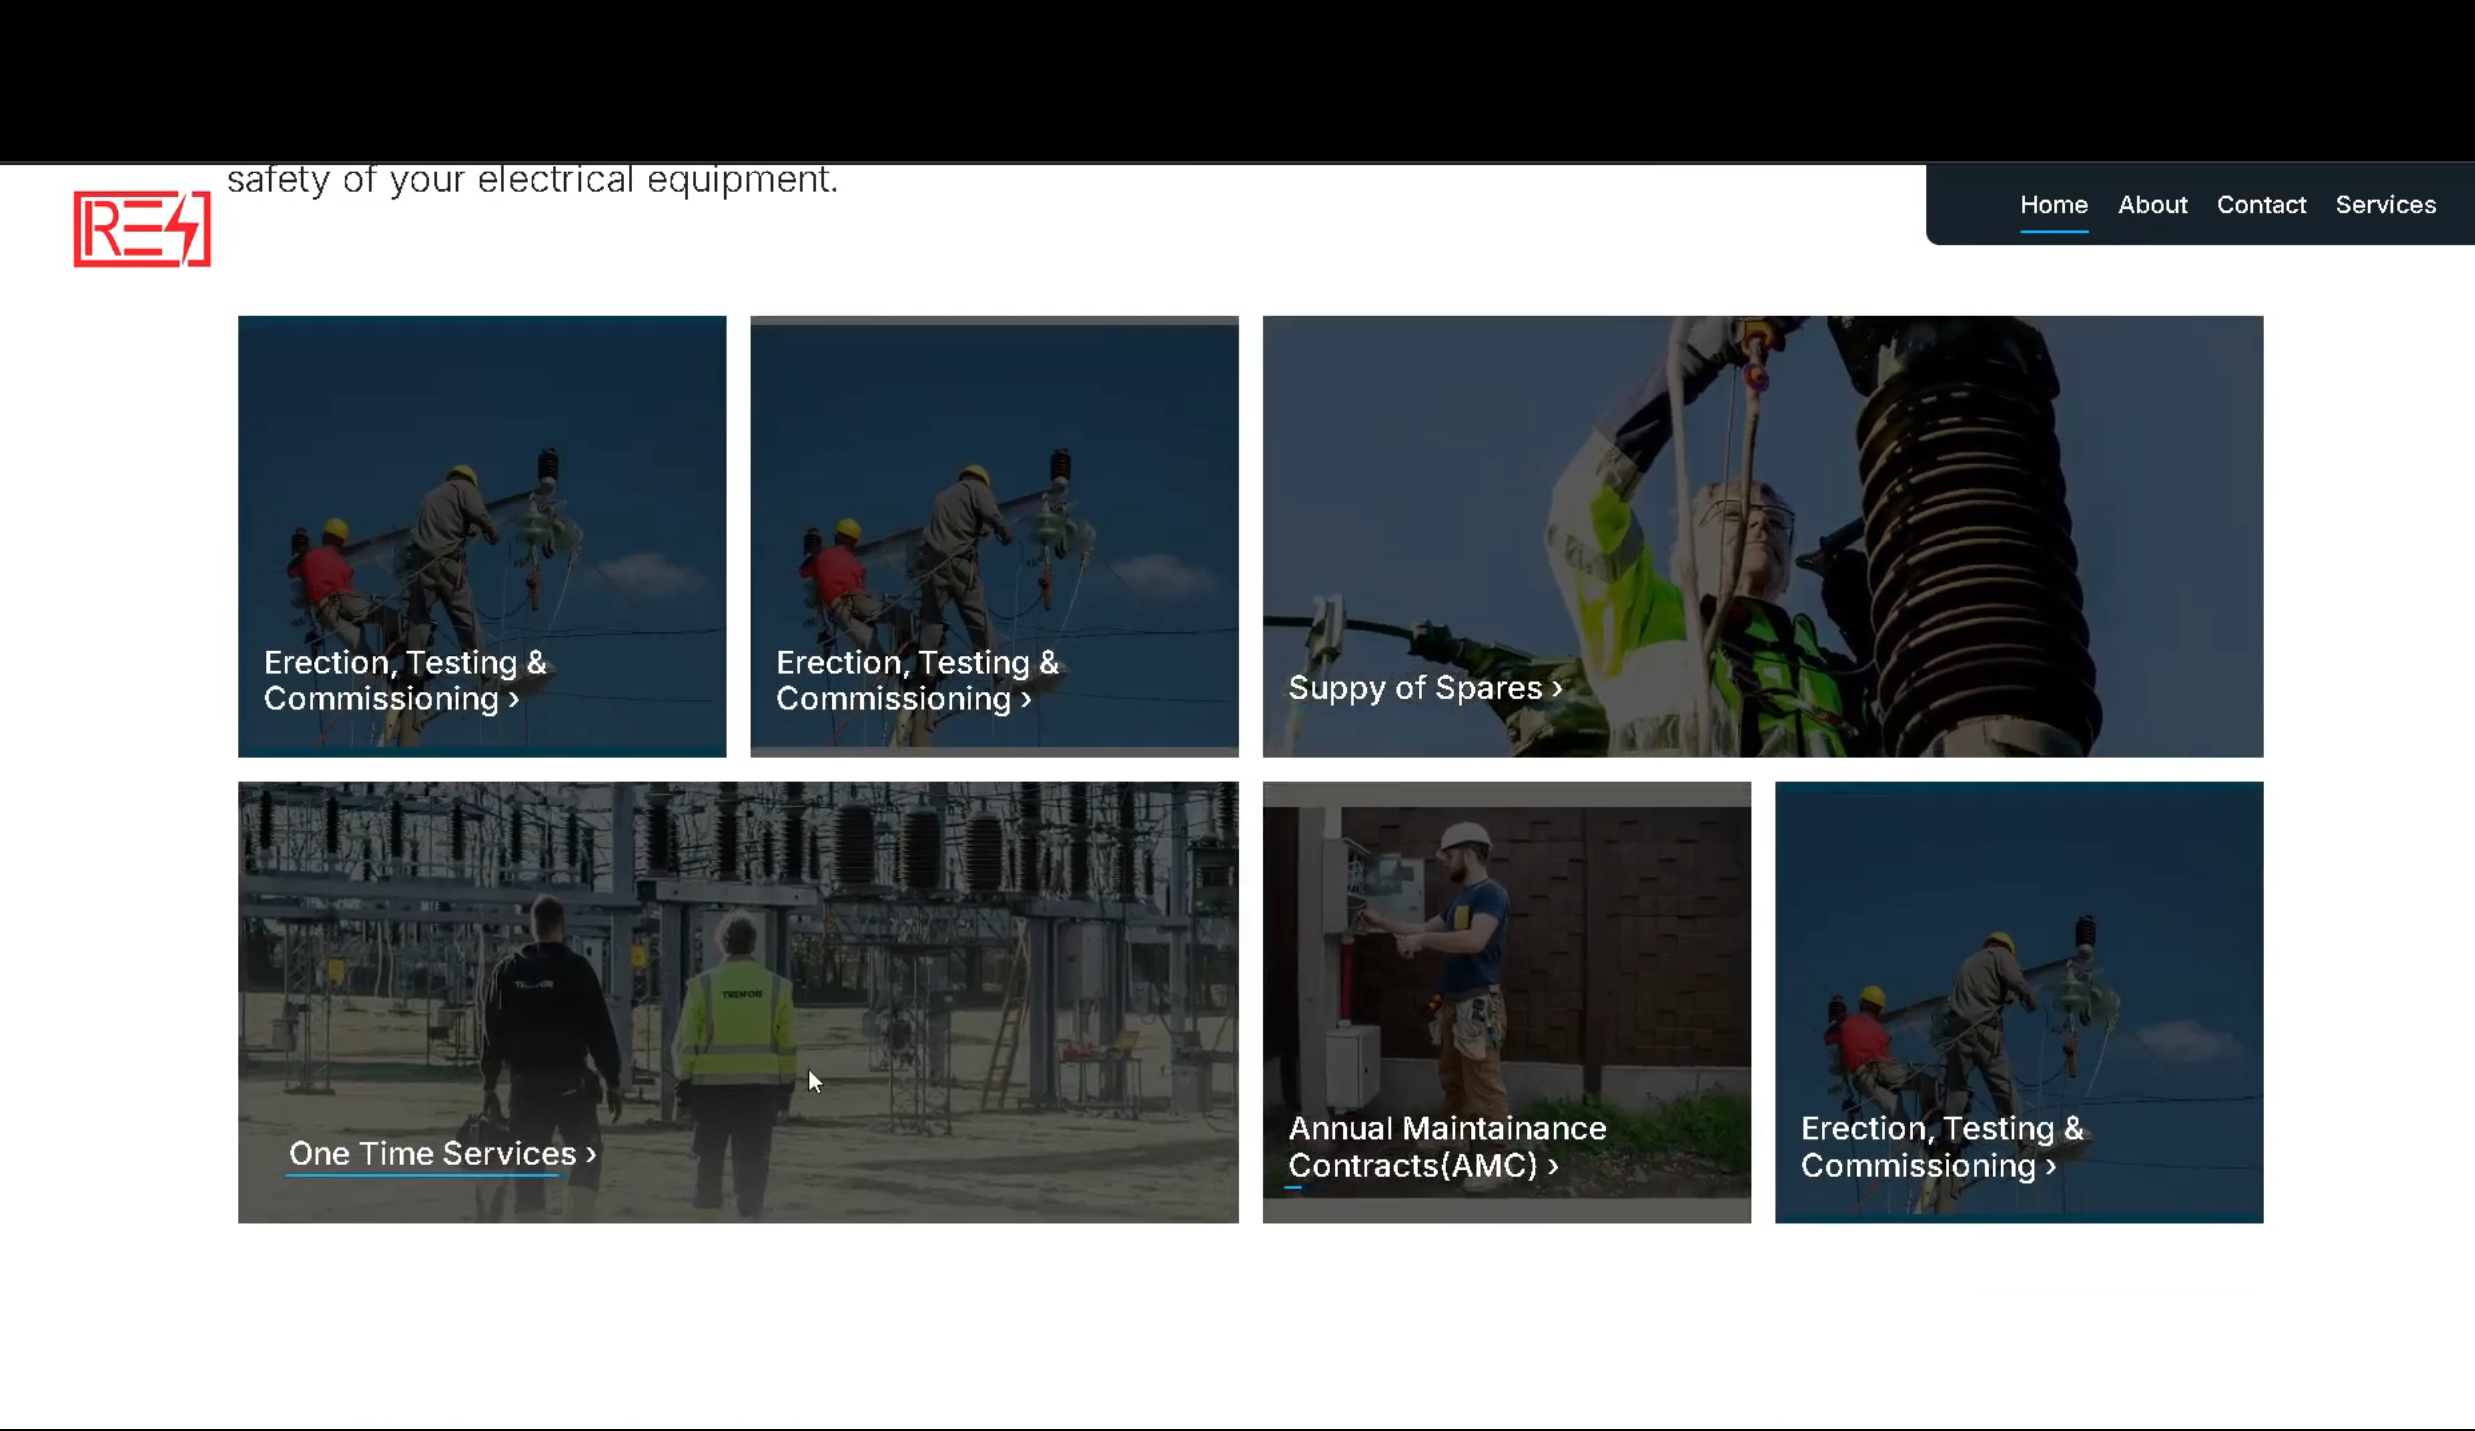 safety of your electrical equipment.
RE
Home About Contact Services
Erection, Testing &
Commissioning ›
Erection, Testing &
Commissioning ›
Suppy of Spares ›
One Time Services ›
Annual Maintainance
Contracts(AMC) ›
Erection, Testing &
Commissioning ›